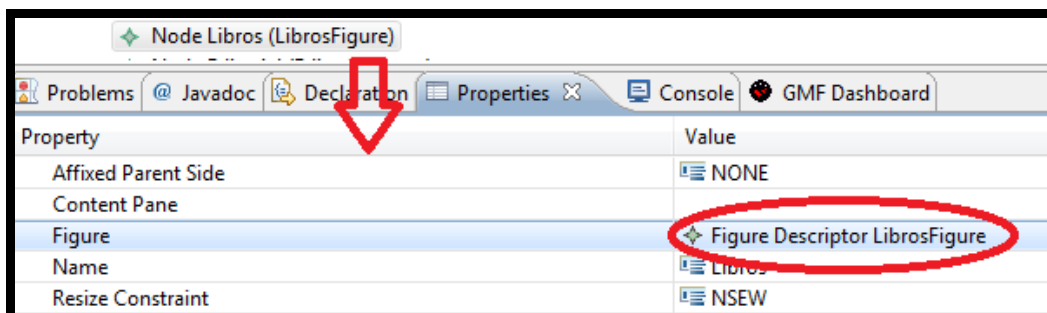 Node Libros (LibrosFigure)
Problems @ Javadoc Declaration Properties Console GMF Dashboard
Property Value
Affixed Parent Side NONE
Content Pane
Figure Figure Descriptor LibrosFigure
Name Libros
Resize Constraint NSEW